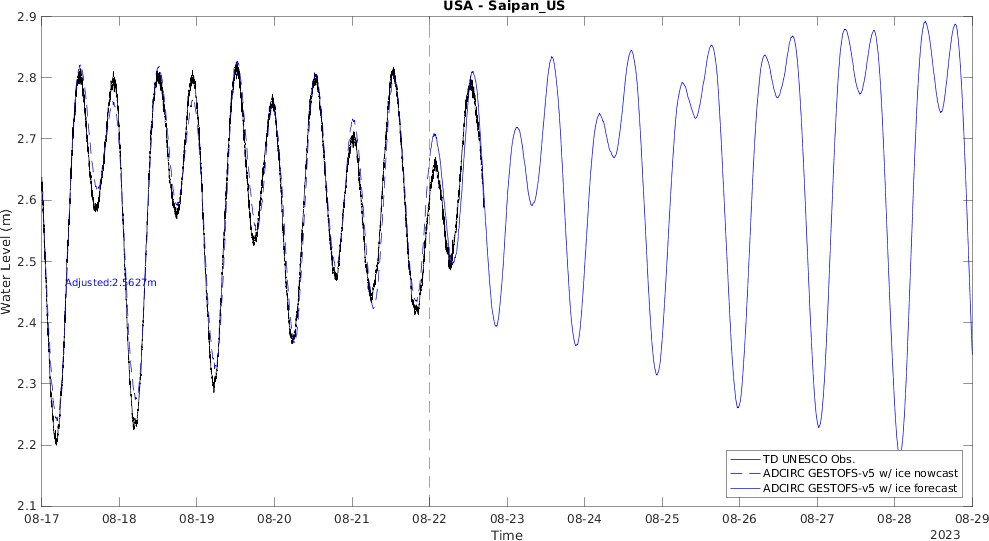 USA - Saipan_US
2.9
2.8
2.7
2.6
2.5
2.4
2.3
2.2
2.1
Water Level (m)
Adjusted:2.5627m
TD UNESCO Obs.
ADCIRC GESTOFS-v5 w/ ice nowcast
ADCIRC GESTOFS-v5 w/ ice forecast
08-17 08-18 08-19 08-20 08-21 08-22 08-23 08-24 08-25 08-26 08-27 08-28 08-29
Time
2023